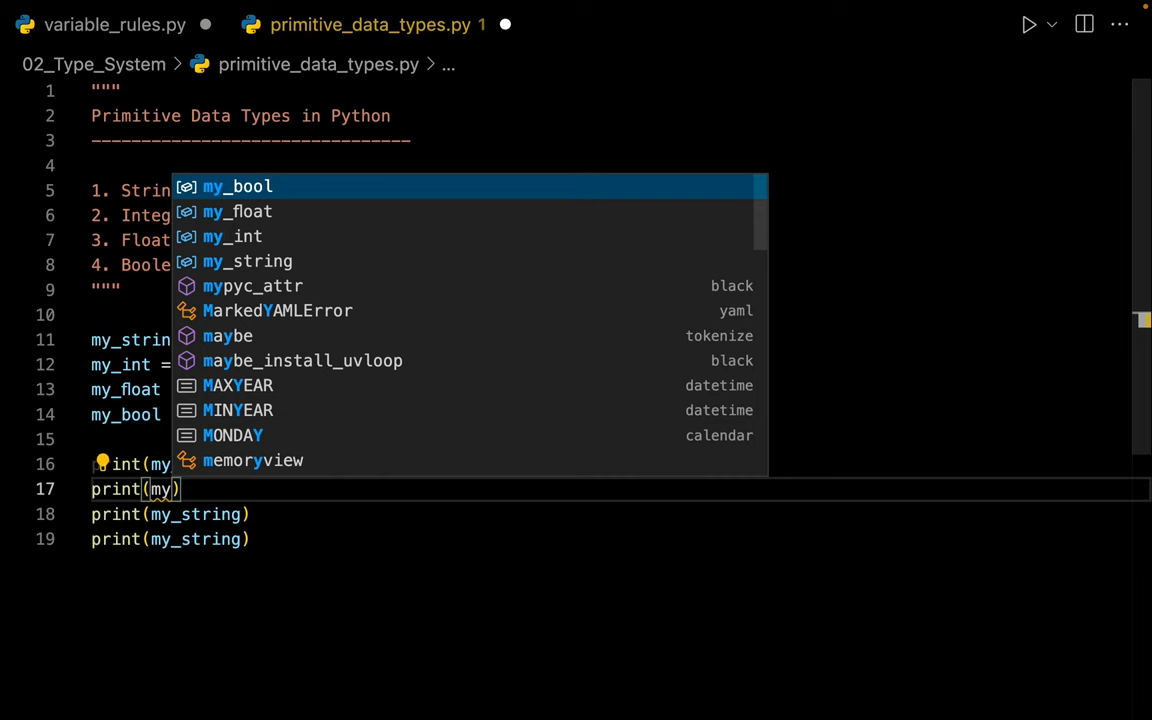 variable_rules.py
primitive_data_types.py 1
02_Type_System > primitive_data_types.py > ...
1 """
2 Primitive Data Types in Python
3 --------------------------------
4
5 1. Strin
6 2. Integ
7 3. Float
8 4. Boole
9 """
10
11 my_strin
12 my_int =
13 my_float
14 my_bool
15
16 print(my_
17 print(my)
18 print(my_string)
19 print(my_string)
my_bool
my_float
my_int
my_string
mypyc_attr black
MarkedYAMLError yaml
maybe tokenize
maybe_install_uvloop black
MAXYEAR datetime
MINYEAR datetime
MONDAY calendar
memoryview